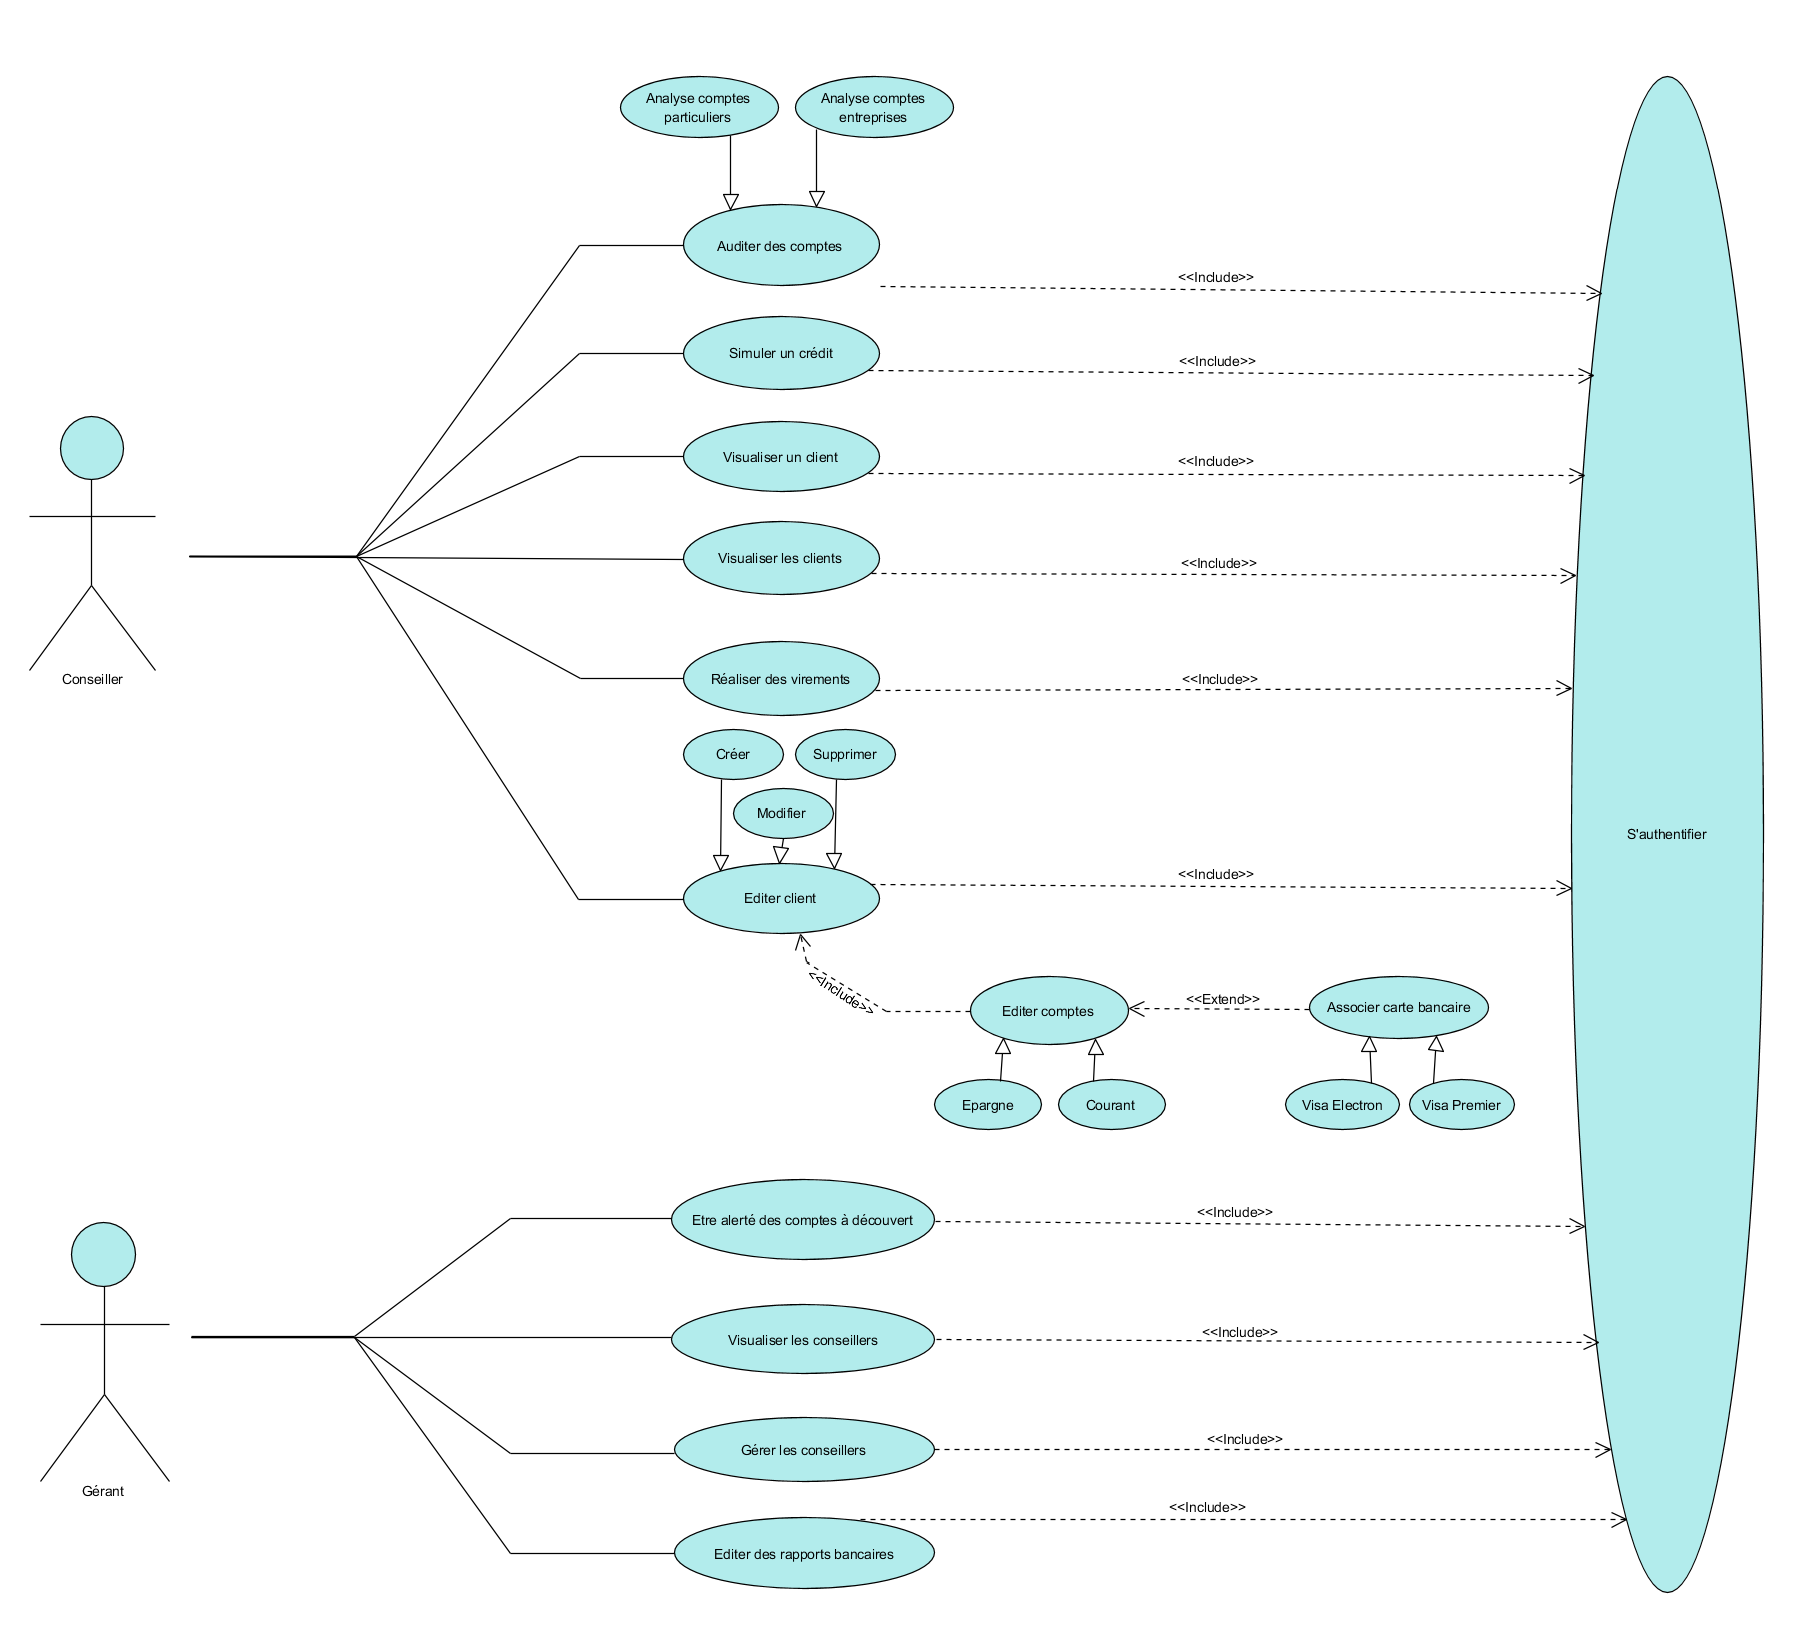 Analyse comptes
particuliers
Analyse comptes
entreprises
Auditer des comptes
<<Include>>
Simuler un crédit
<<Include>>
Visualiser un client
<<Include>>
Visualiser les clients
<<Include>>
Conseiller
Réaliser des virements
<<Include>>
Créer
Supprimer
Modifier
S'authentifier
Editer client
<<Include>>
<<Include>>
Editer comptes
<<Extend>>
Associer carte bancaire
Epargne
Courant
Visa Electron
Visa Premier
Etre alerté des comptes à découvert
<<Include>>
Visualiser les conseillers
<<Include>>
Gérer les conseillers
<<Include>>
Gérant
<<Include>>
Editer des rapports bancaires